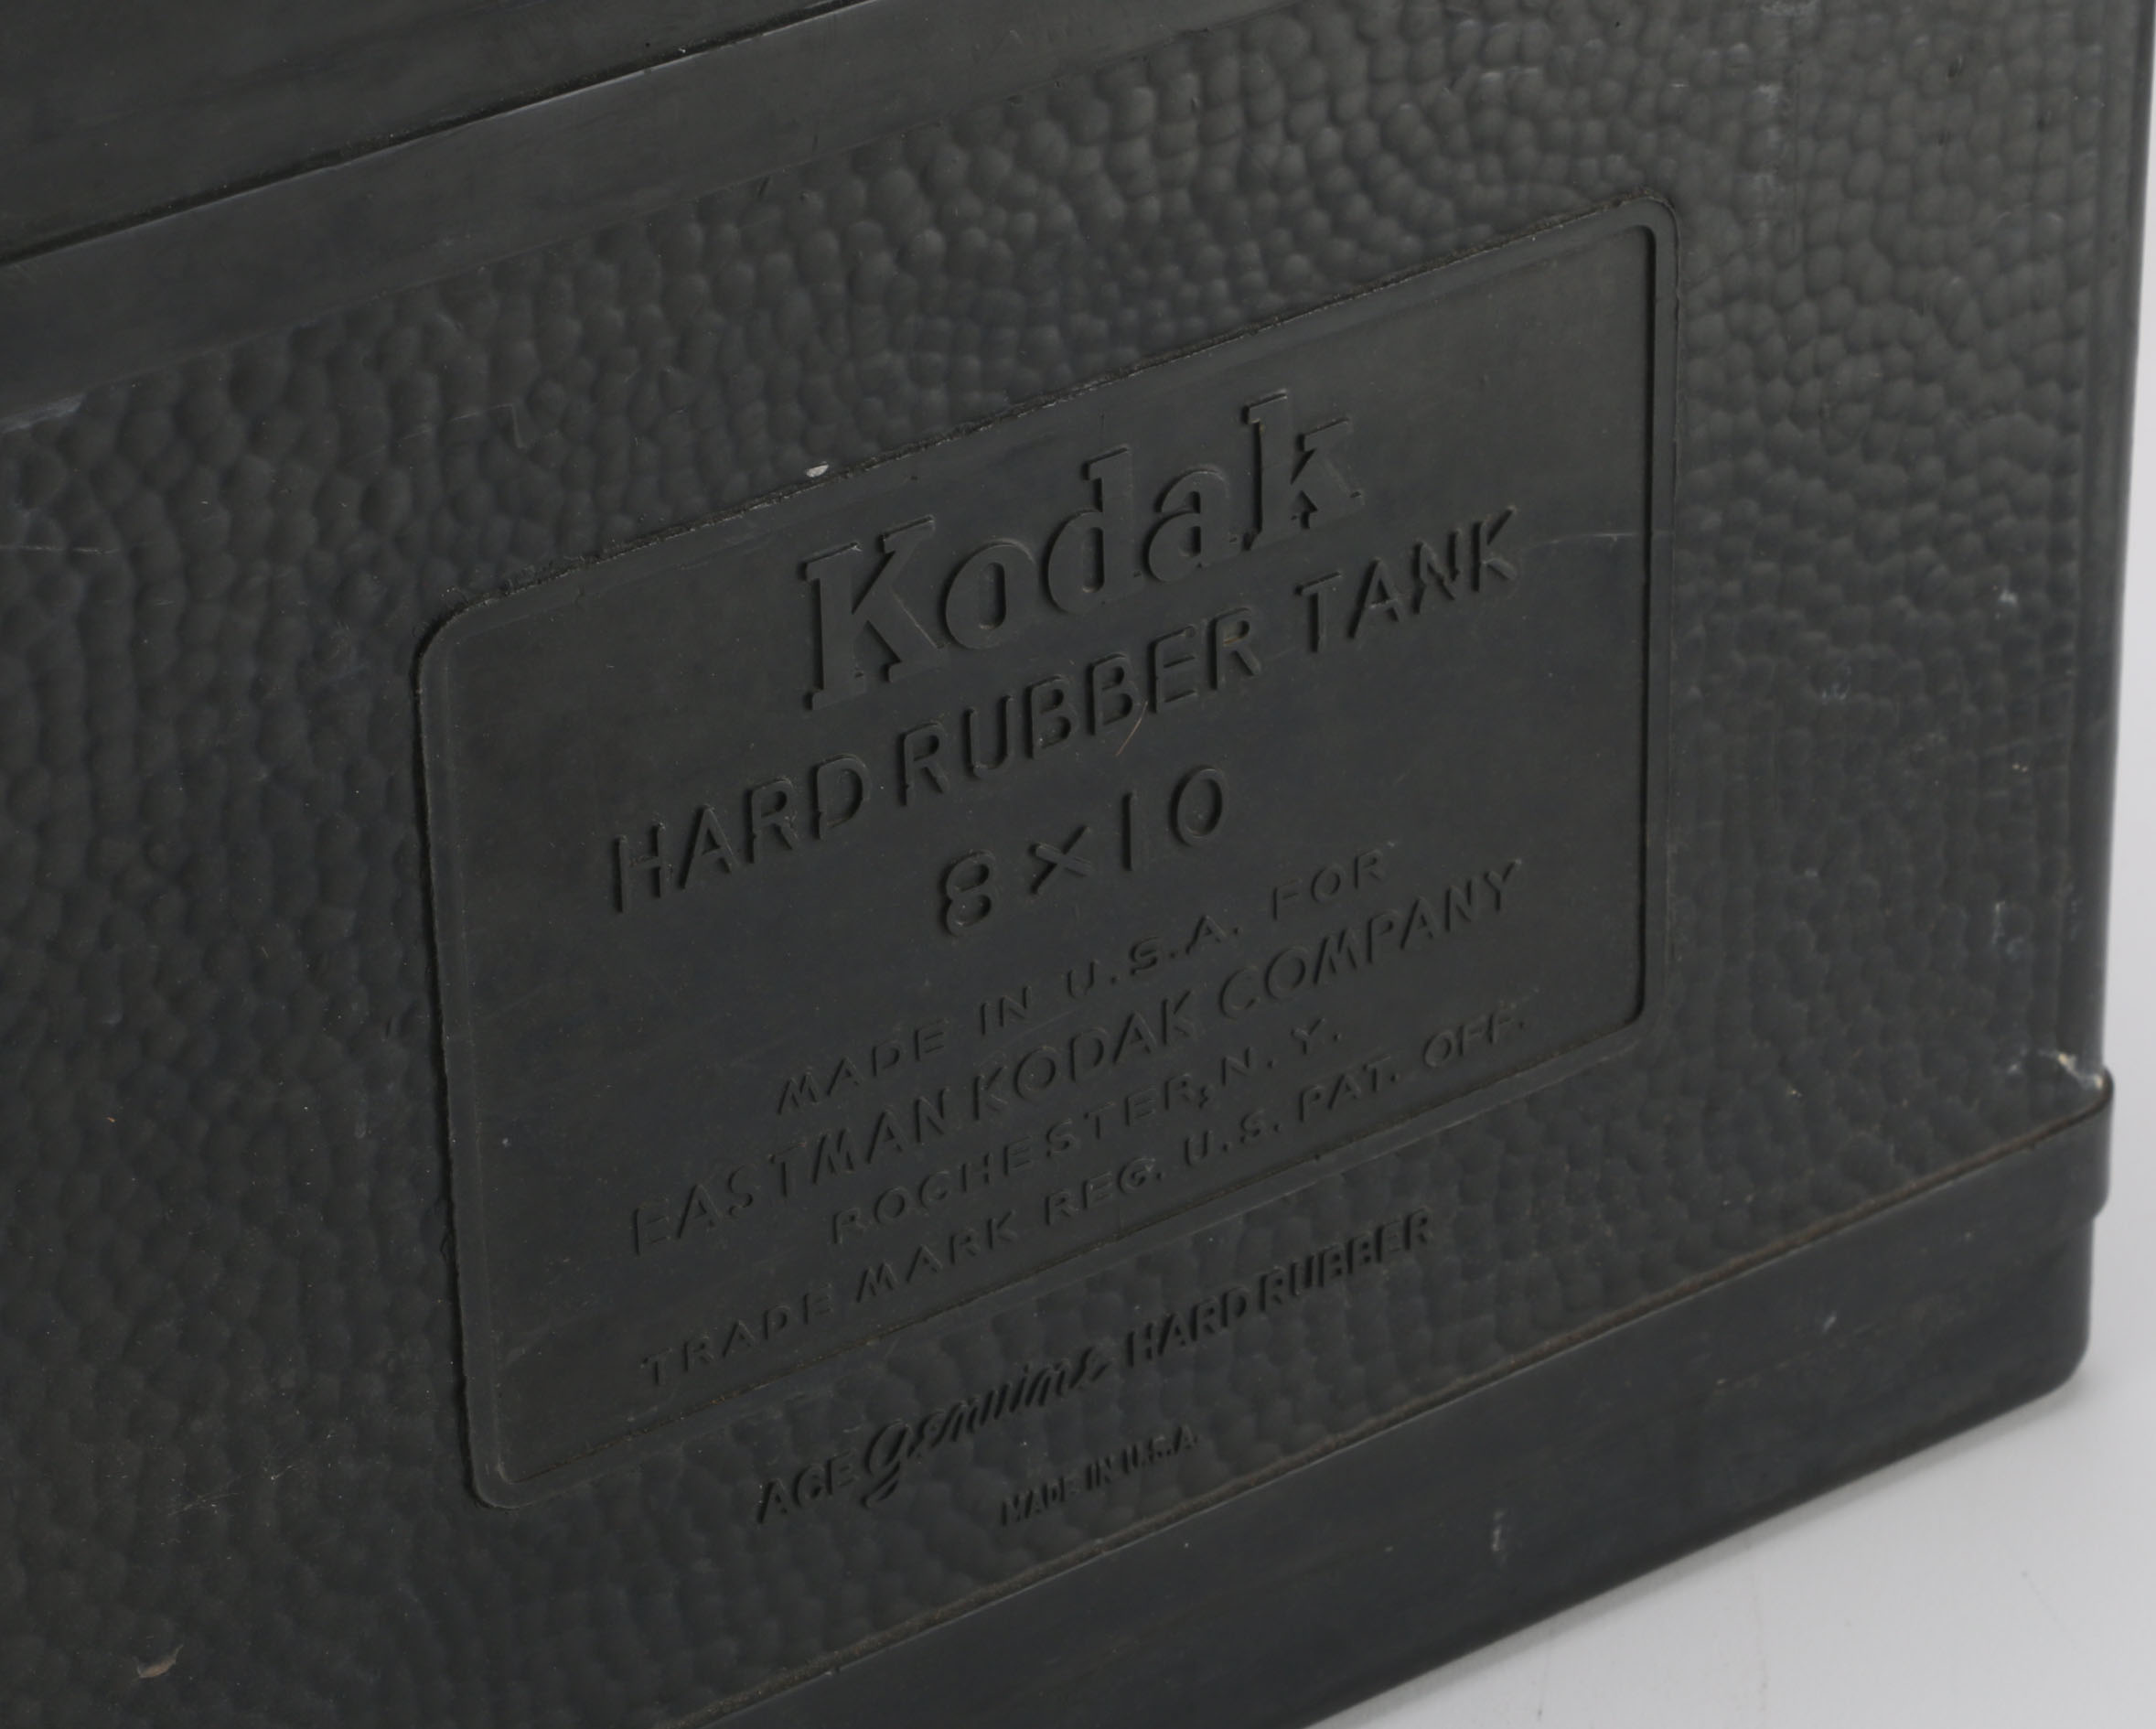 Kodak
HARD RUBBER TANK
8×10
MADE IN U.S.A. FOR
EASTMAN KODAK COMPANY
ROCHESTER, N. Y.
TRADE MARK REG. U.S. PAT. OFF.
ACE genuine HARD RUBBER
MADE IN U.S.A.